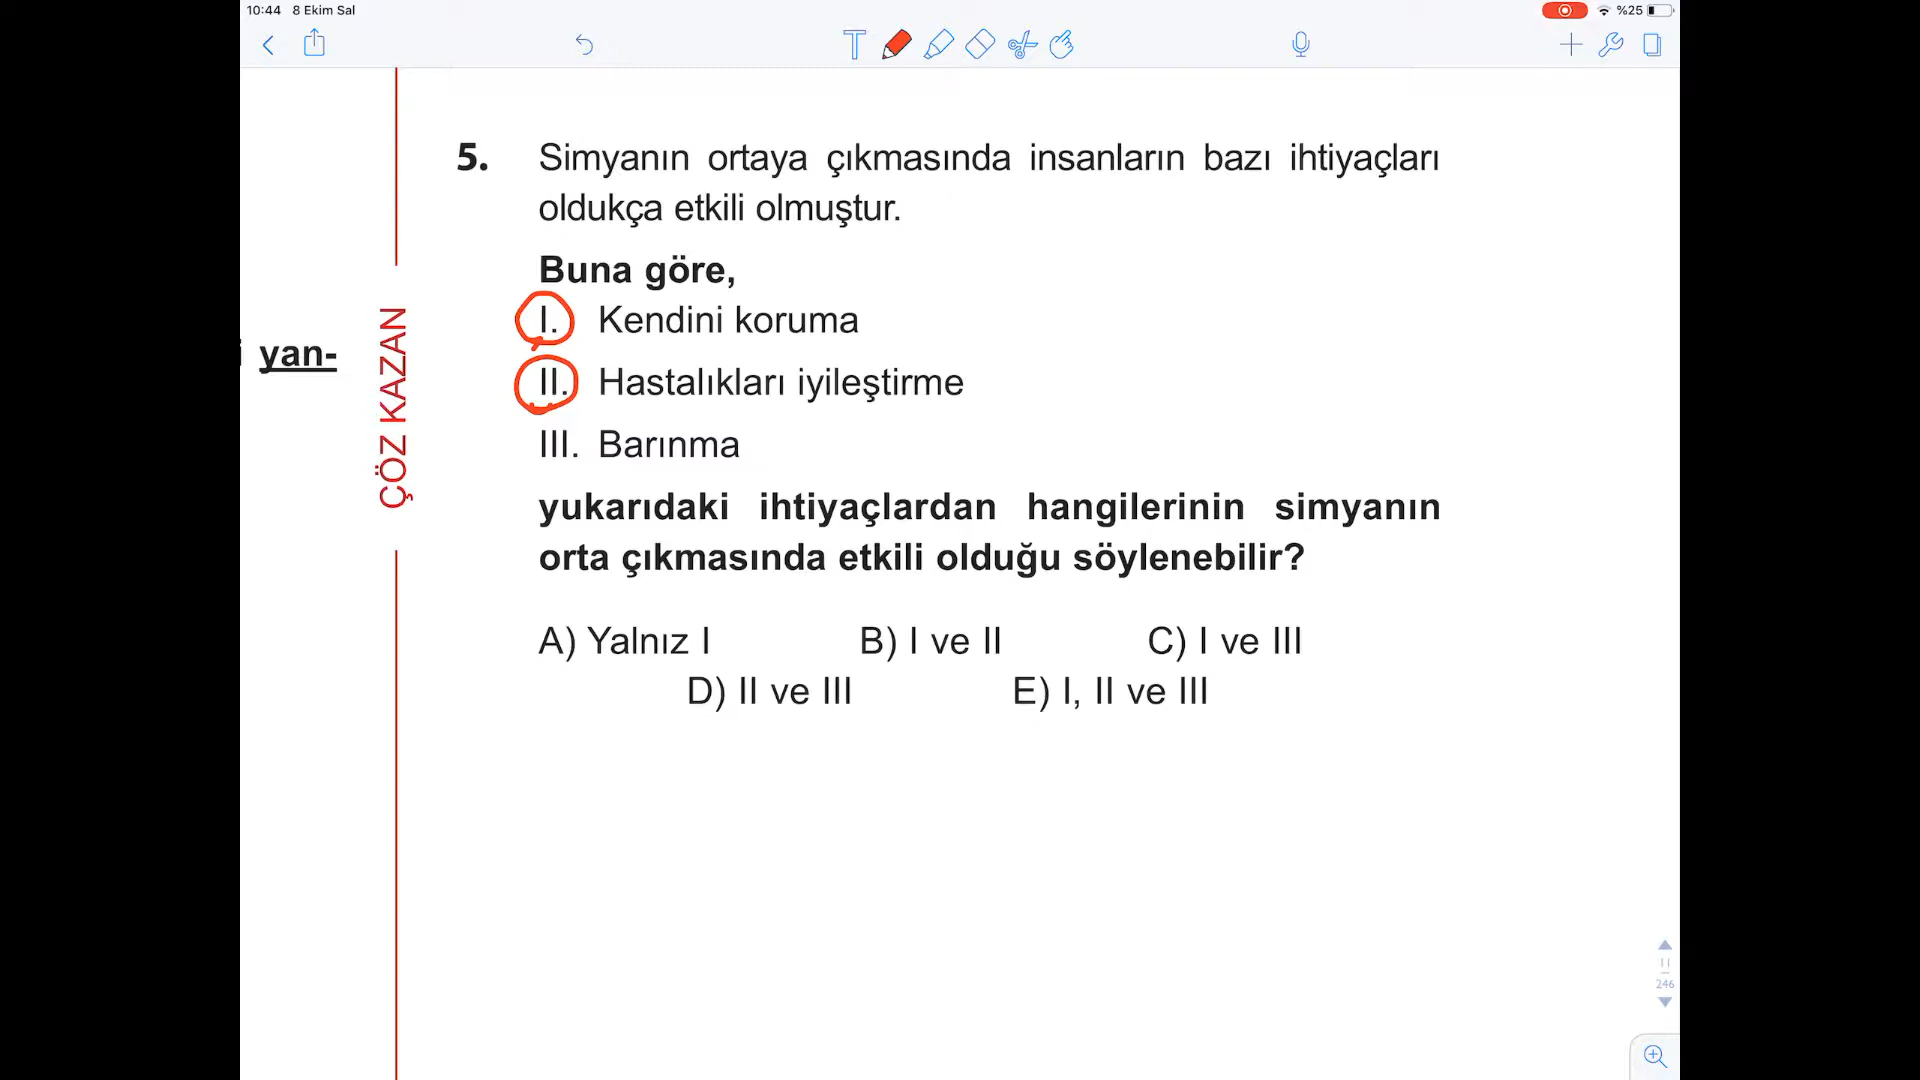 10:44 8 Ekim Sal
%25
5. Simyanın ortaya çıkmasında insanların bazı ihtiyaçları
oldukça etkili olmuştur.
Buna göre,
I. Kendini koruma
yan-
II. Hastalıkları iyileştirme
III. Barınma
ÇÖZ KAZAN
yukarıdaki ihtiyaçlardan hangilerinin simyanın
orta çıkmasında etkili olduğu söylenebilir?
A) Yalnız I B) I ve II C) I ve III
D) II ve III E) I, II ve III
11
246